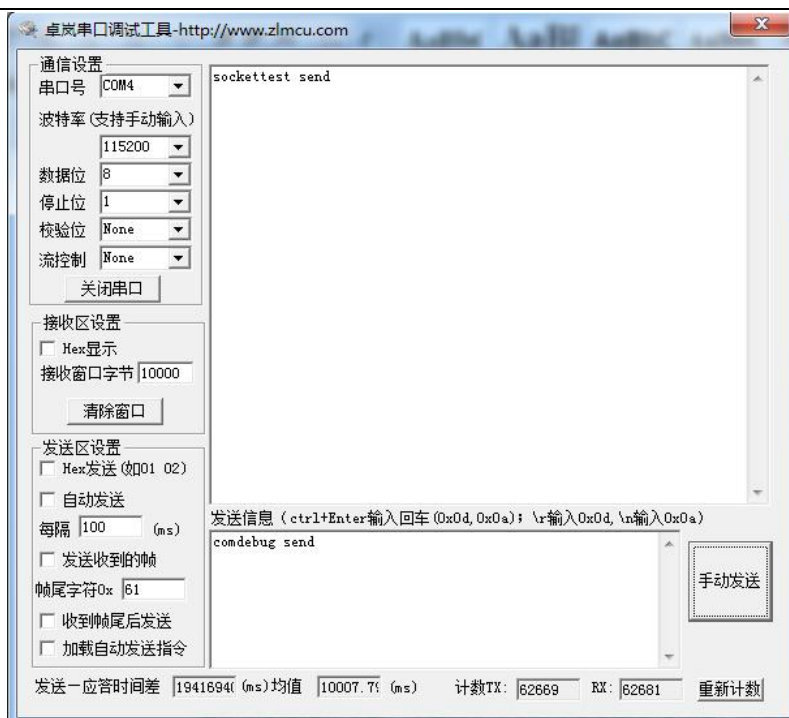 卓岚串口调试工具-http://www.zlmcu.com
通信设置
串口号 COM4
波特率(支持手动输入)
115200
数据位 8
停止位 1
校验位 None
流控制 None
关闭串口
接收区设置
Hex显示
接收窗口字节 10000
清除窗口
发送区设置
Hex发送(如01 02)
自动发送
每隔 100 (ms)
发送收到的帧
帧尾字符0x 61
收到帧尾后发送
加载自动发送指令
sockettest send
发送信息(ctrl+Enter输入回车(0x0d,0x0a); \r输入0x0d,\n输入0x0a)
comdebug send
手动发送
发送—应答时间差 1941694( (ms)均值 10007.79 (ms) 计数TX: 62669 RX: 62681 重新计数